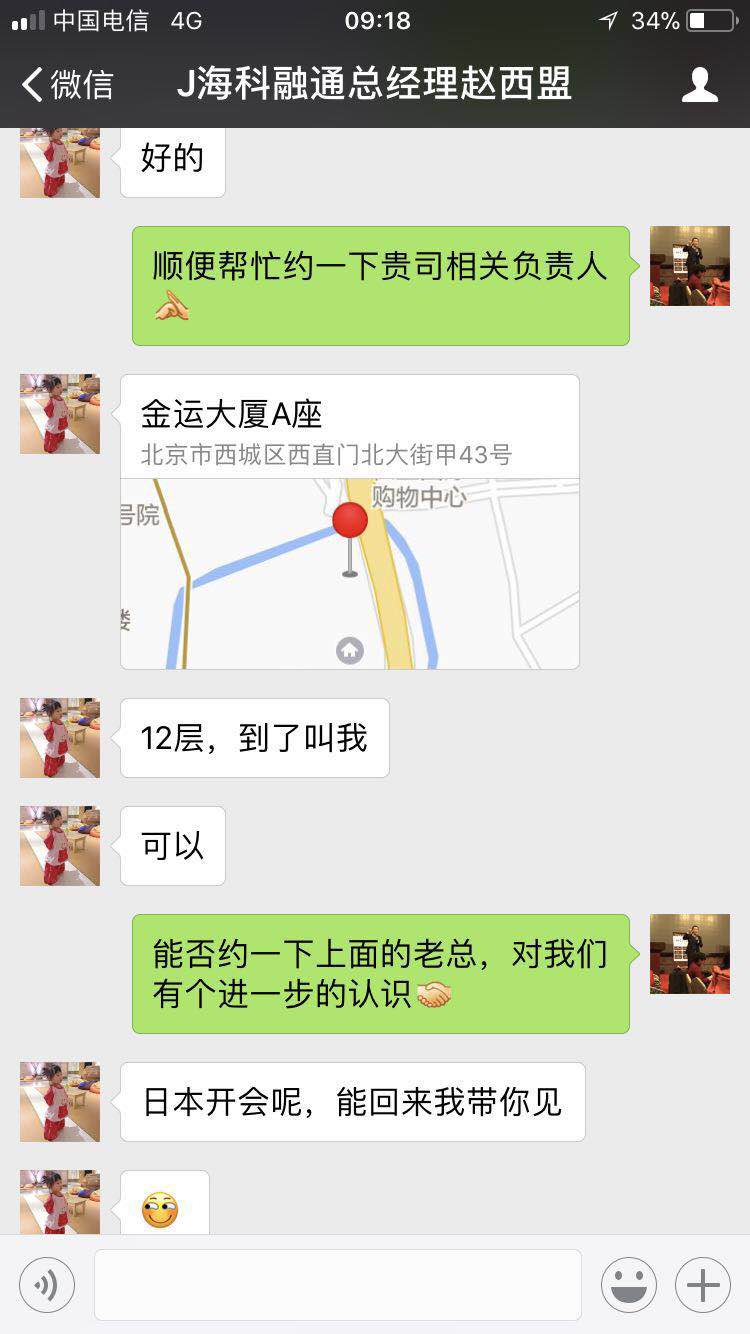 中国电信 4G 09:18 34%
微信 J海科融通总经理赵西盟
好的
顺便帮忙约一下贵司相关负责人
金运大厦A座
北京市西城区西直门北大街甲43号
购物中心
号院
楼
12层，到了叫我
可以
能否约一下上面的老总，对我们
有个进一步的认识
日本开会呢，能回来我带你见